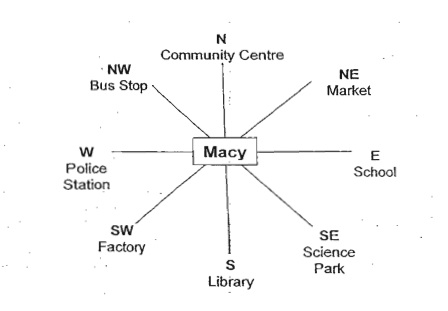 N
Community Centre
NW
Bus Stop
NE
Market
W
Police
Station
Macy
E
School
SW
Factory
SE
Science
Park
S
Library